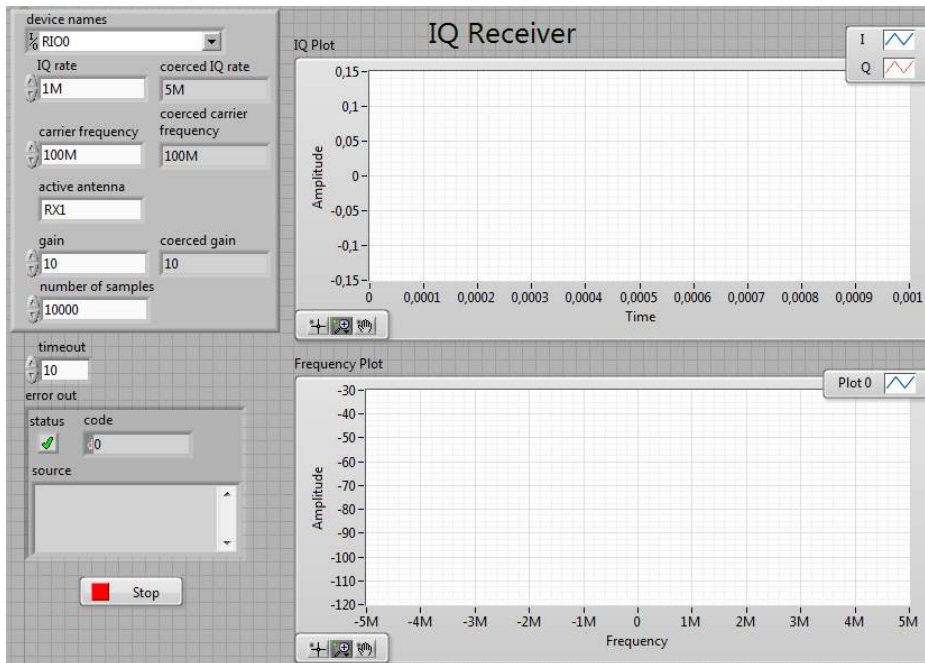 IQ Receiver
device names
RIO0
IQ rate
1M
coerced IQ rate
5M
carrier frequency
100M
coerced carrier
frequency
100M
active antenna
RX1
gain
10
coerced gain
10
number of samples
10000
timeout
10
error out
status
code
d0
source
Stop
IQ Plot
I
Q
Amplitude
0,15
0,1
0,05
0
-0,05
-0,1
-0,15
0 0,0001 0,0002 0,0003 0,0004 0,0005 0,0006 0,0007 0,0008 0,0009 0,001
Time
Frequency Plot
Plot 0
Amplitude
-30
-40
-50
-60
-70
-80
-90
-100
-110
-120
-5M -4M -3M -2M -1M 0 1M 2M 3M 4M 5M
Frequency